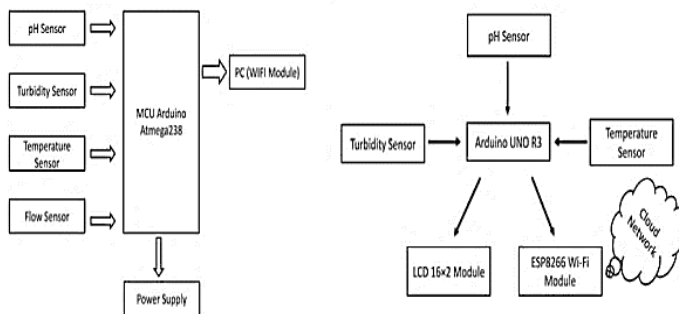 pH Sensor
Turbidity Sensor
Temperature
Sensor
Flow Sensor
MCU Arduino
Atmega238
PC (WIFI Module)
Power Supply
pH Sensor
Turbidity Sensor
Arduino UNO R3
Temperature
Sensor
LCD 16×2 Module
ESP8266 Wi-Fi
Module
Cloud
Network